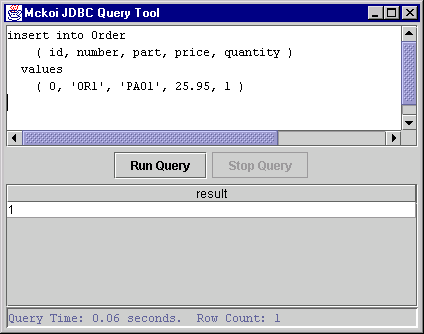 Mckoi JDBC Query Tool
insert into Order
( id, number, part, price, quantity )
values
( 0, 'OR1', 'PA01', 25.95, 1 )
Run Query Stop Query
result
1
Query Time: 0.06 seconds. Row Count: 1